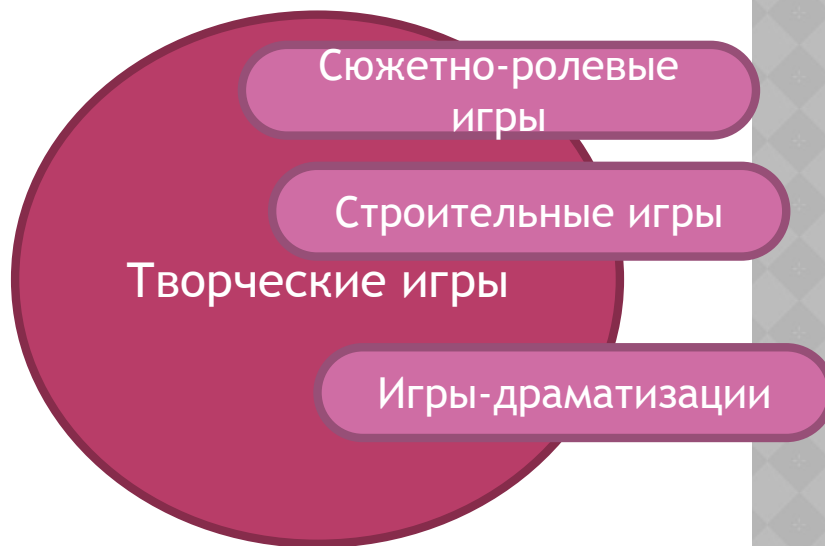 Сюжетно-ролевые
игры
Строительные игры
Творческие игры
Игры-драматизации